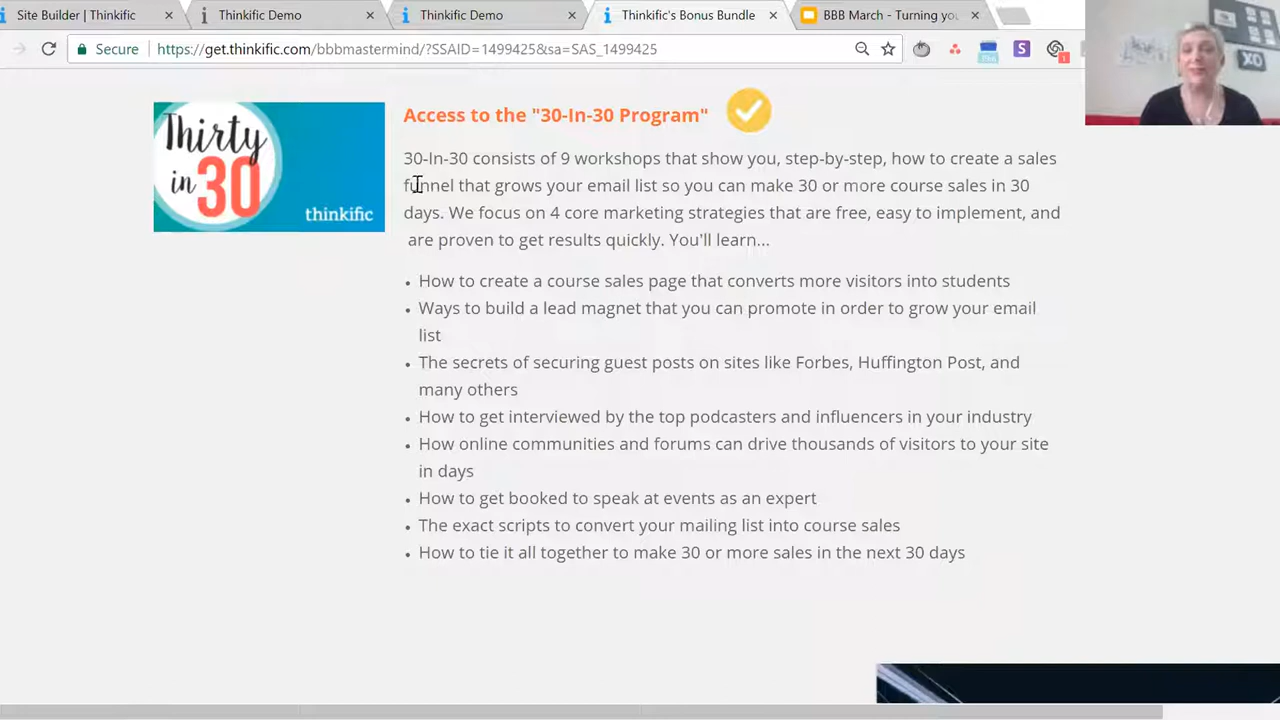 Site Builder | Thinkific
Thinkific Demo
Thinkific Demo
Thinkific's Bonus Bundle
BBB March - Turning you
Secure
https://get.thinkific.com/bbbmastermind/?SSAID=1499425&sa=SAS_1499425
S
1
XO
Thirty
in 30
thinkific
Access to the "30-In-30 Program"
30-In-30 consists of 9 workshops that show you, step-by-step, how to create a sales
funnel that grows your email list so you can make 30 or more course sales in 30
days. We focus on 4 core marketing strategies that are free, easy to implement, and
are proven to get results quickly. You'll learn...
• How to create a course sales page that converts more visitors into students
• Ways to build a lead magnet that you can promote in order to grow your email
list
• The secrets of securing guest posts on sites like Forbes, Huffington Post, and
many others
• How to get interviewed by the top podcasters and influencers in your industry
• How online communities and forums can drive thousands of visitors to your site
in days
• How to get booked to speak at events as an expert
• The exact scripts to convert your mailing list into course sales
• How to tie it all together to make 30 or more sales in the next 30 days